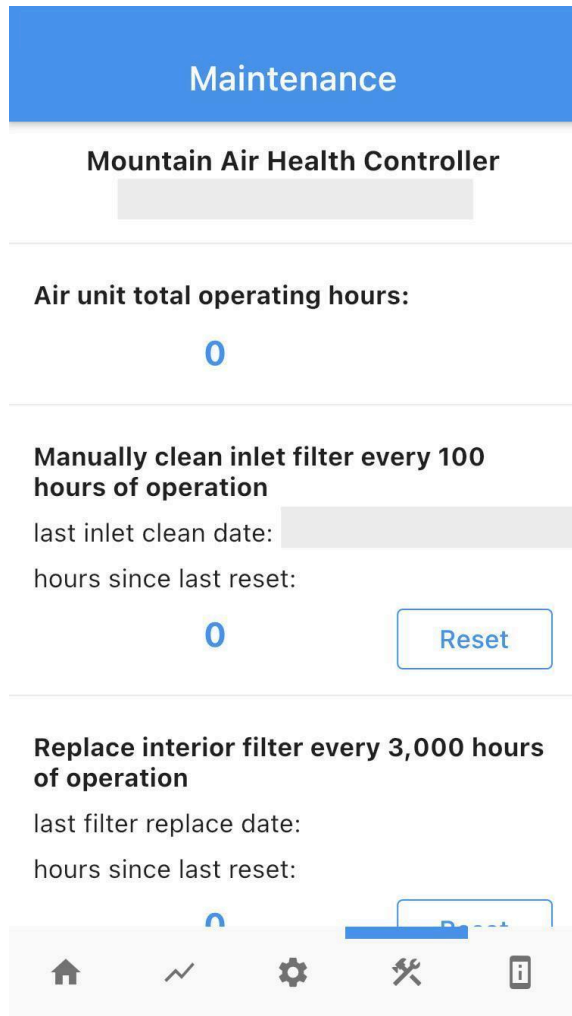 Maintenance
Mountain Air Health Controller
Air unit total operating hours:
0
Manually clean inlet filter every 100
hours of operation
last inlet clean date:
hours since last reset:
0 Reset
Replace interior filter every 3,000 hours
of operation
last filter replace date:
hours since last reset:
0 Reset